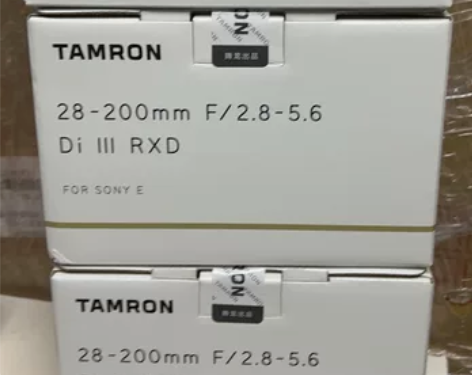 TAMRON
28-200mm F/2.8-5.6
Di III RXD
FOR SONY E
TAMRON
28-200mm F/2.8-5.6